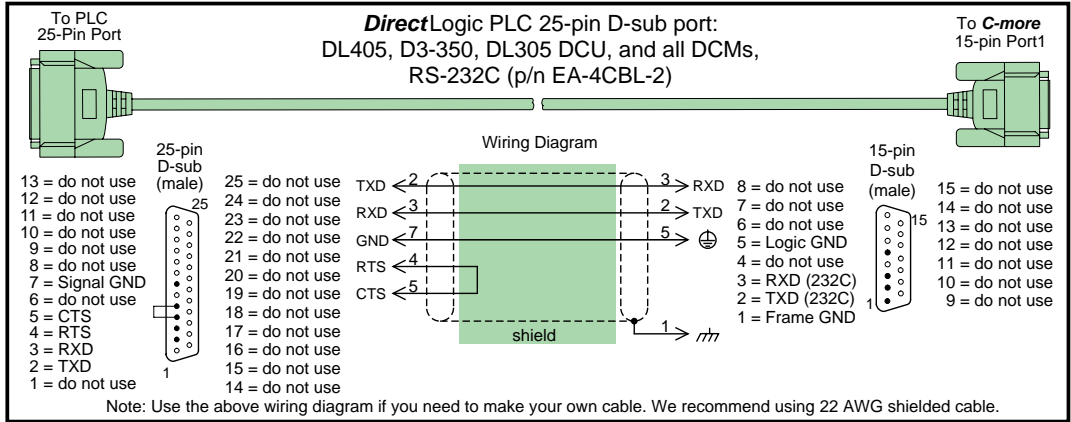 To PLC
25-Pin Port
DirectLogic PLC 25-pin D-sub port:
DL405, D3-350, DL305 DCU, and all DCMs,
RS-232C (p/n EA-4CBL-2)
To C-more
15-pin Port1
Wiring Diagram
25-pin
D-sub
(male)
25
1
13 = do not use
12 = do not use
11 = do not use
10 = do not use
9 = do not use
8 = do not use
7 = Signal GND
6 = do not use
5 = CTS
4 = RTS
3 = RXD
2 = TXD
1 = do not use
25 = do not use
24 = do not use
23 = do not use
22 = do not use
21 = do not use
20 = do not use
19 = do not use
18 = do not use
17 = do not use
16 = do not use
15 = do not use
14 = do not use
TXD 2 3 RXD
RXD 3 2 TXD
GND 7 5
RTS 4
CTS 5
shield 1
8 = do not use
7 = do not use
6 = do not use
5 = Logic GND
4 = do not use
3 = RXD (232C)
2 = TXD (232C)
1 = Frame GND
15-pin
D-sub
(male)
15
1
15 = do not use
14 = do not use
13 = do not use
12 = do not use
11 = do not use
10 = do not use
9 = do not use
Note: Use the above wiring diagram if you need to make your own cable. We recommend using 22 AWG shielded cable.